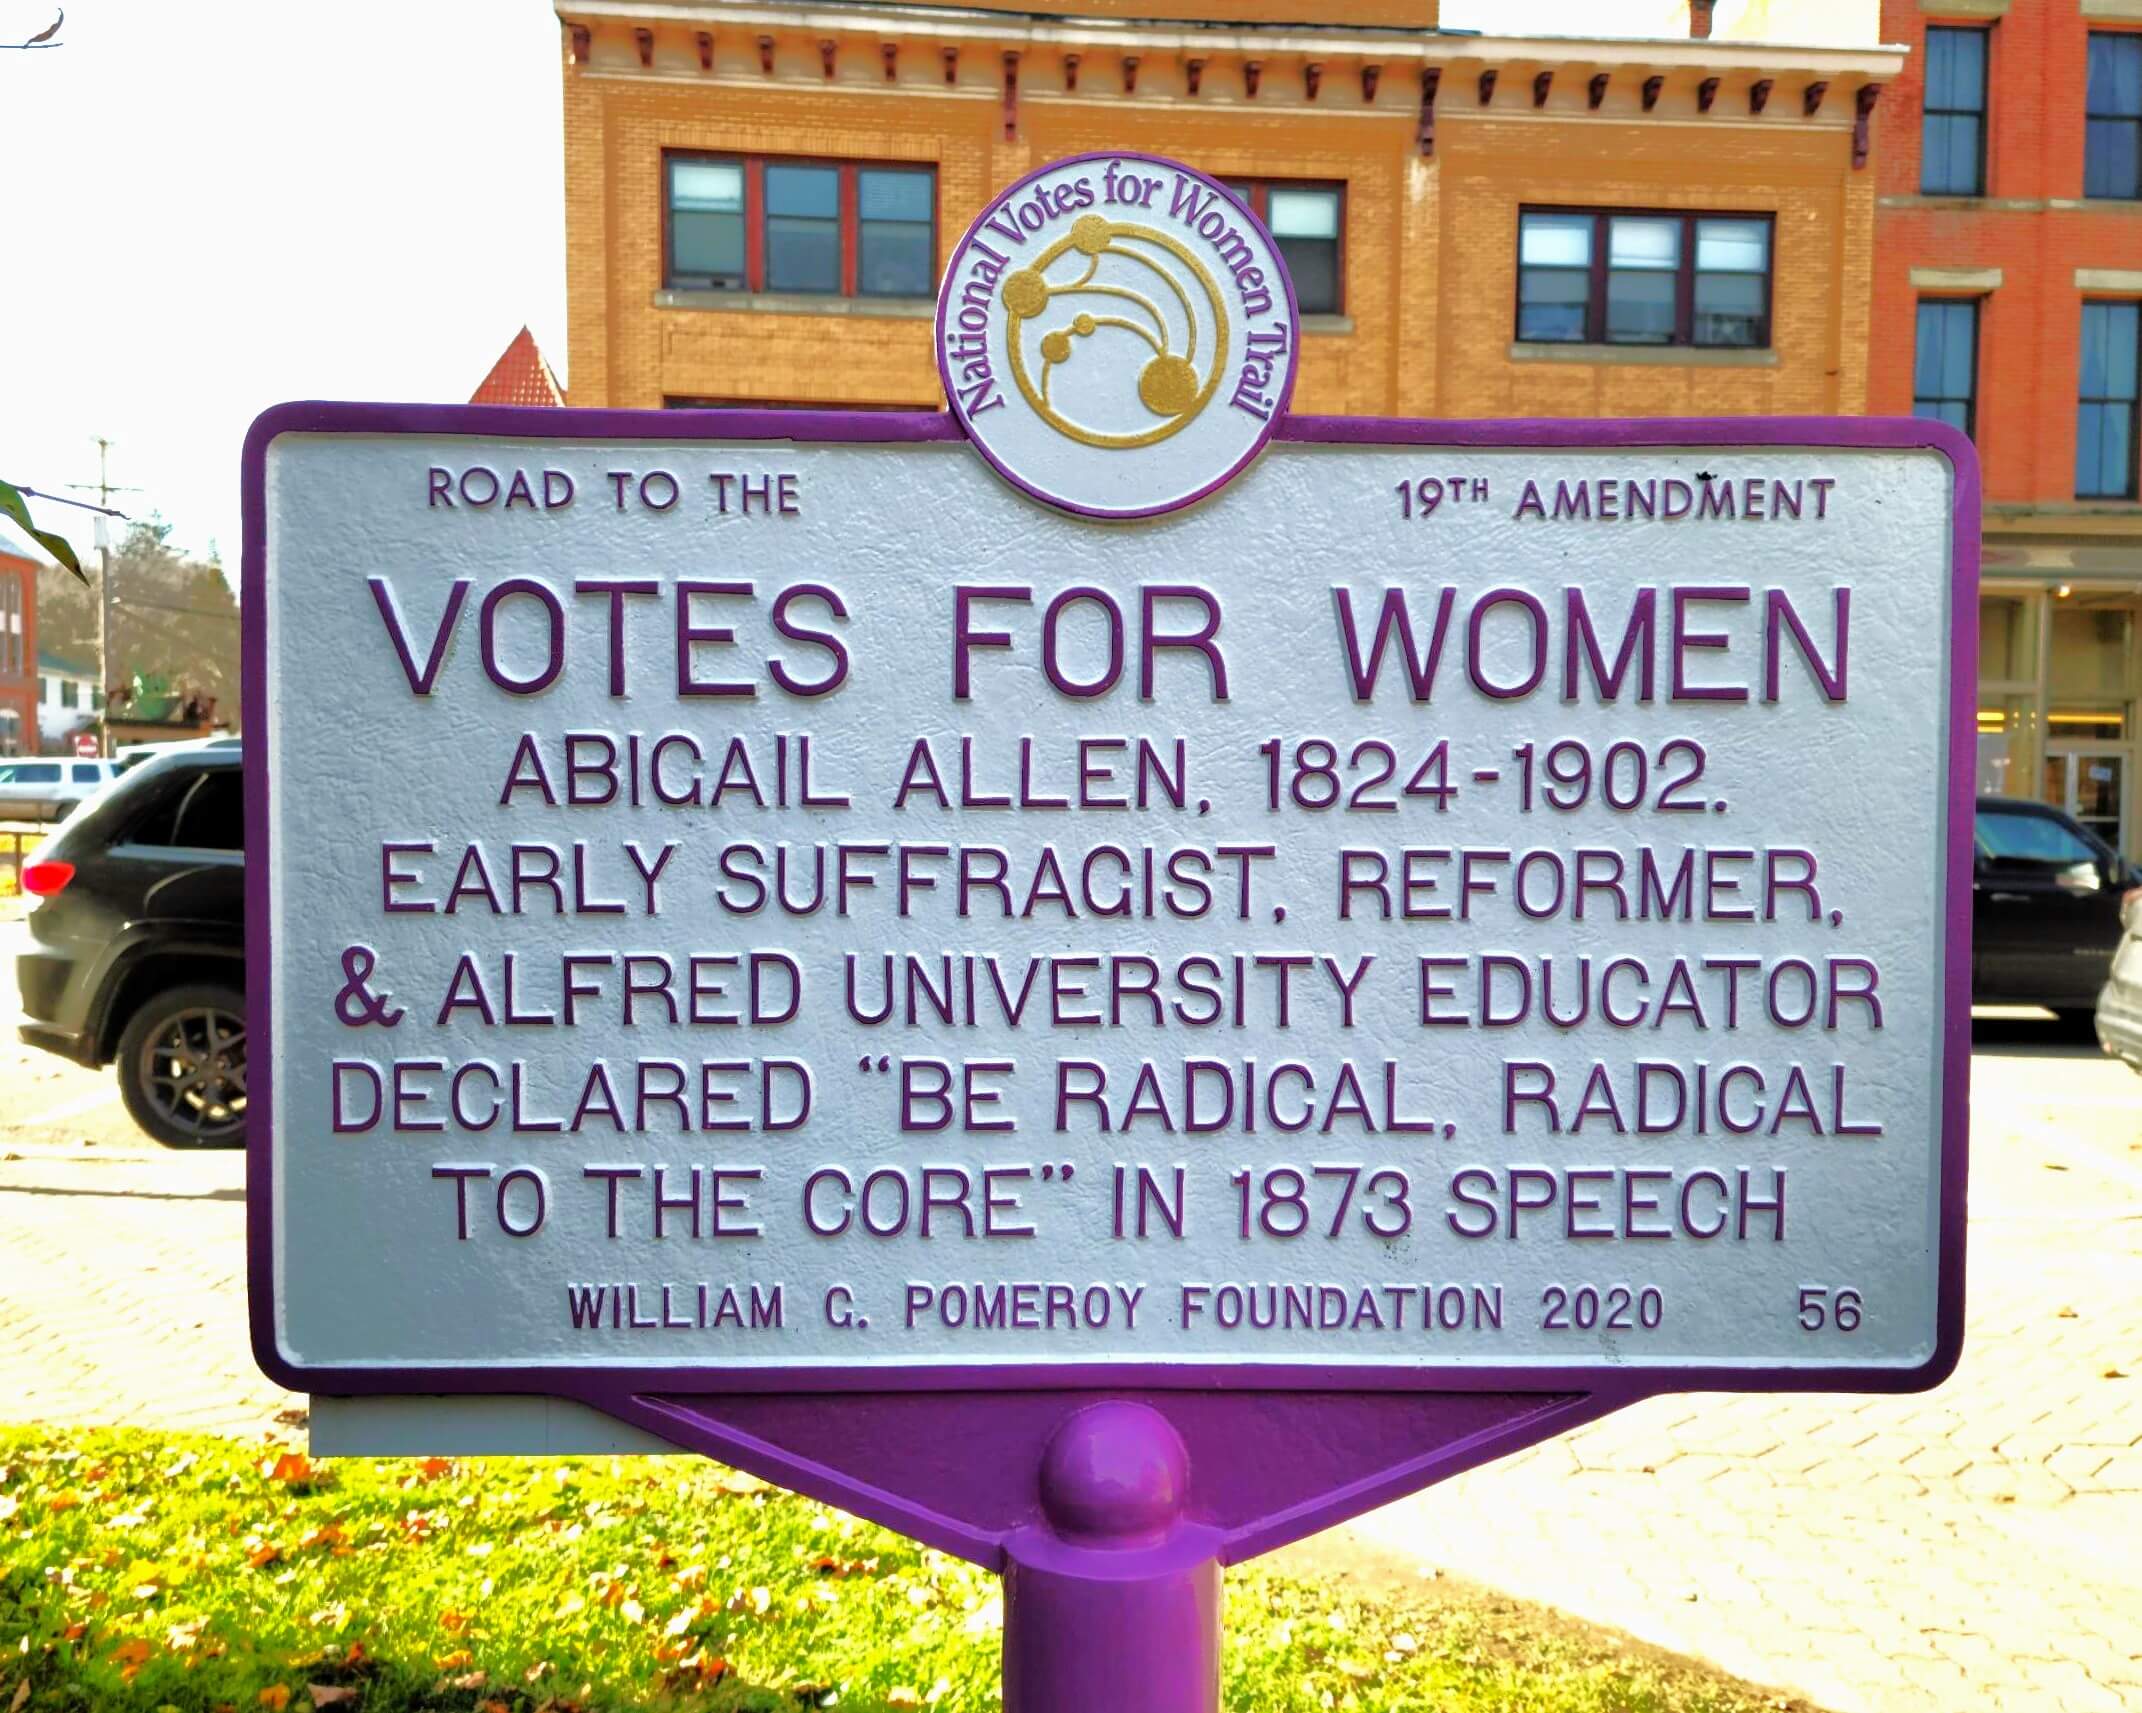 National Votes for Women Trail
ROAD TO THE 19TH AMENDMENT
VOTES FOR WOMEN
ABIGAIL ALLEN, 1824-1902.
EARLY SUFFRAGIST, REFORMER,
& ALFRED UNIVERSITY EDUCATOR
DECLARED “BE RADICAL, RADICAL
TO THE CORE” IN 1873 SPEECH
WILLIAM G. POMEROY FOUNDATION 2020 56